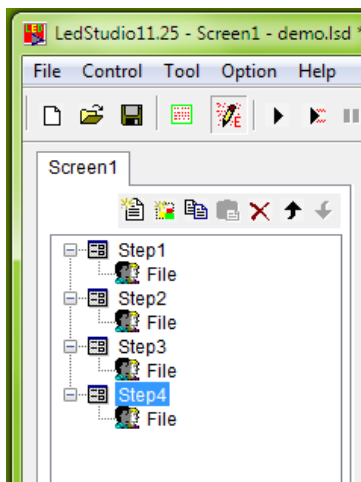 LedStudio11.25 - Screen1 - demo.lsd *
File Control Tool Option Help
E
Screen1
Step1
File
Step2
File
Step3
File
Step4
File